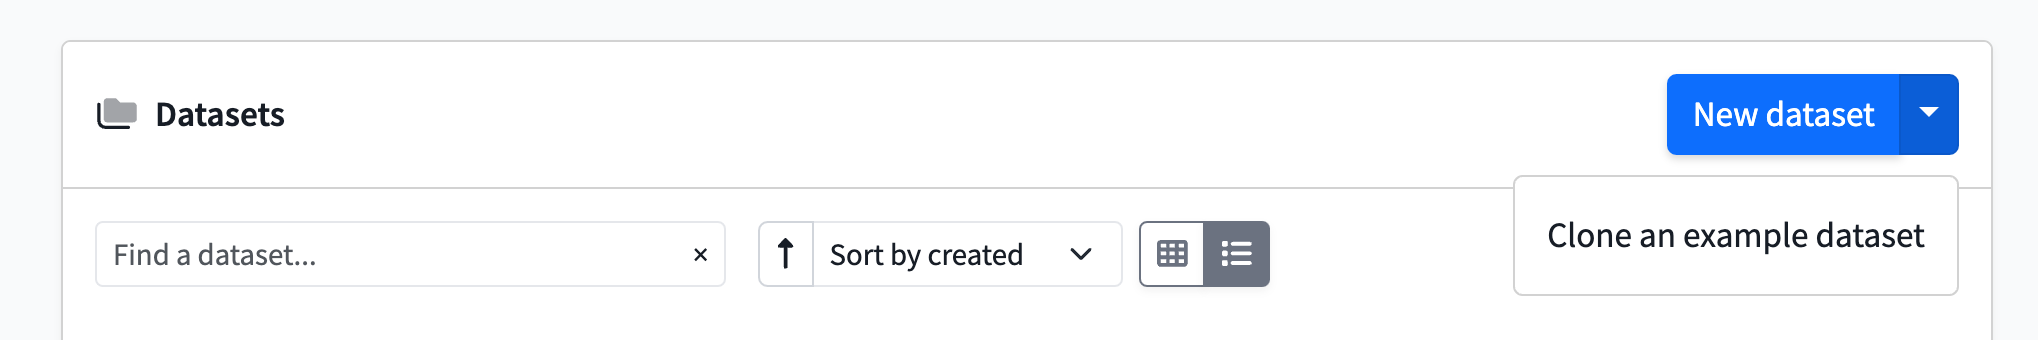 Datasets
New dataset
Clone an example dataset
Find a dataset...
Sort by created